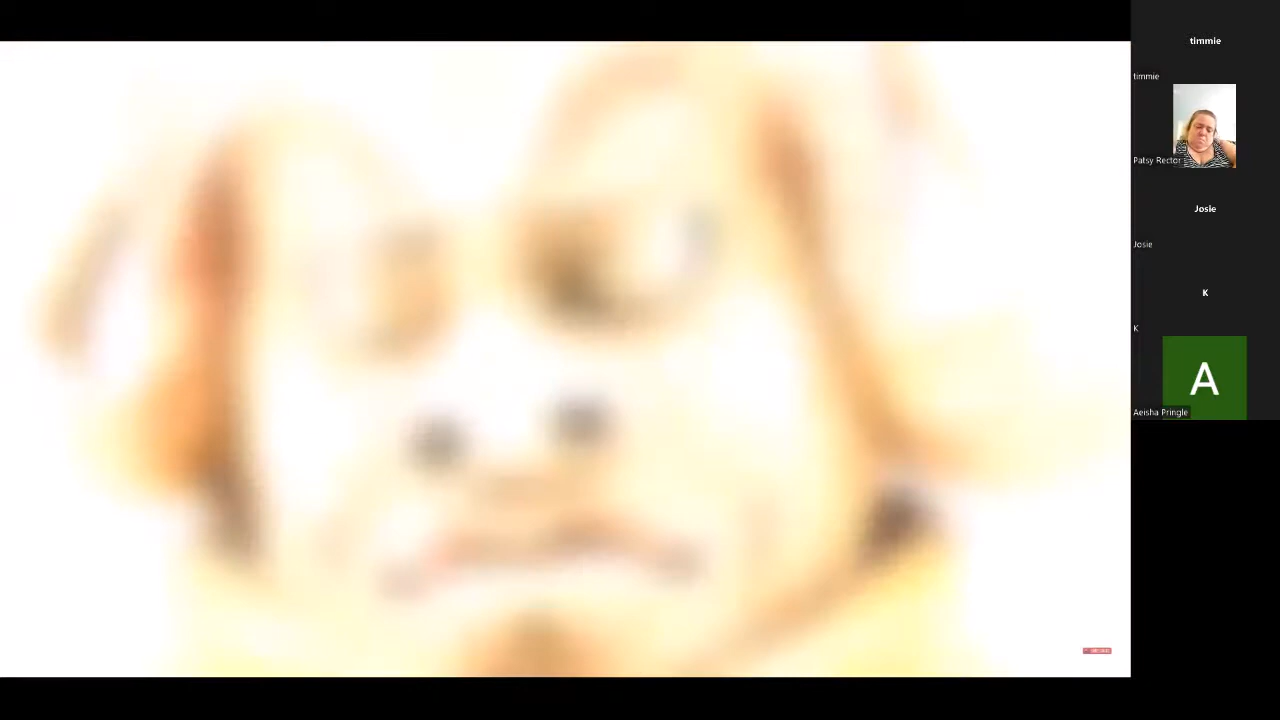 timmie
timmie
Patsy Rector
Josie
Josie
K
K
A
Aeisha Pringle